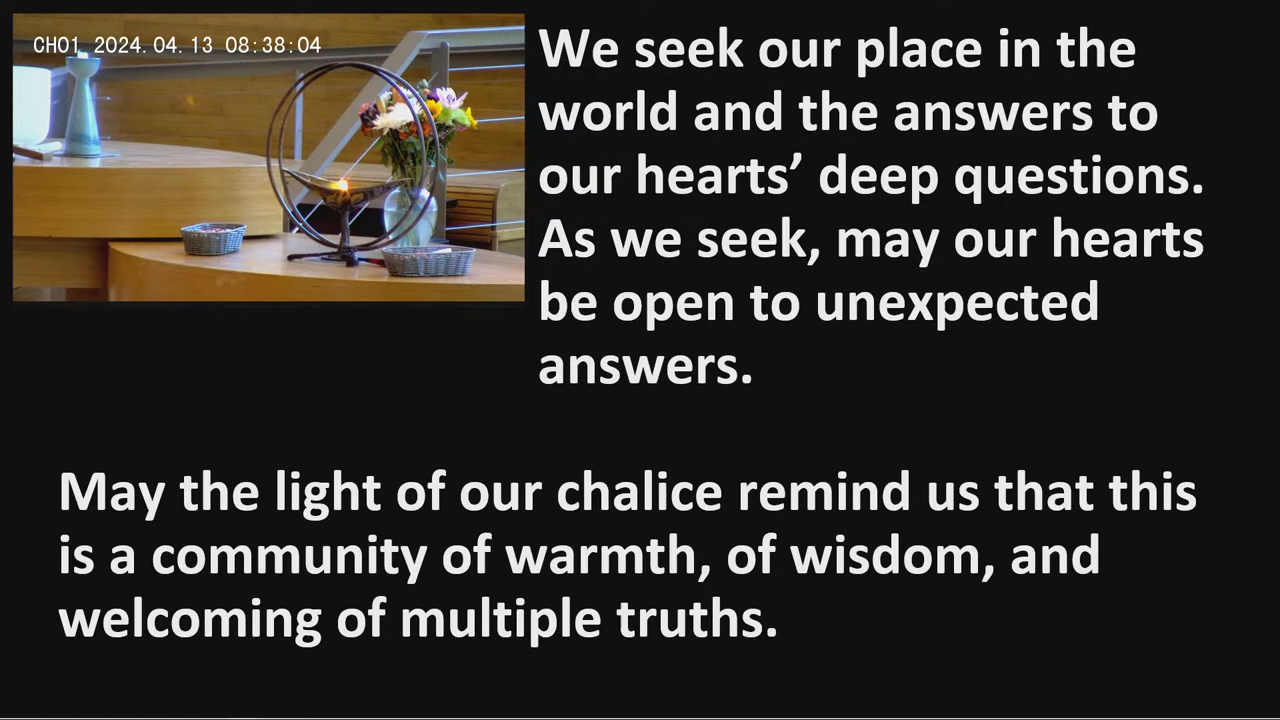 CH01 2024.04.13 08:38:04
We seek our place in the
world and the answers to
our hearts’ deep questions.
As we seek, may our hearts
be open to unexpected
answers.
May the light of our chalice remind us that this
is a community of warmth, of wisdom, and
welcoming of multiple truths.